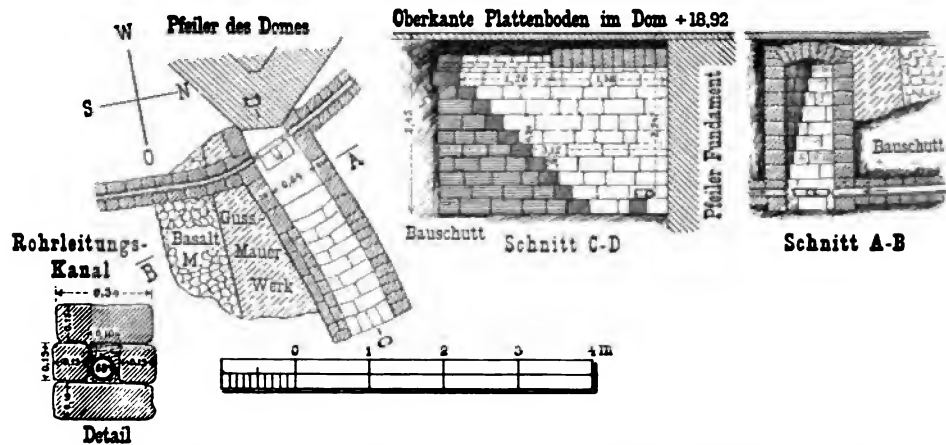 Pfeiler des Domes
W
S N
O
A
B
Guss-
Mauer
Werk
Basalt
M
Rohrleitungs-
Kanal
Detail
Oberkante Plattenboden im Dom +18,92
Pfeiler Fundament
Bauschutt
Schnitt C-D
Bauschutt
Schnitt A-B
0 1 2 3 4 m